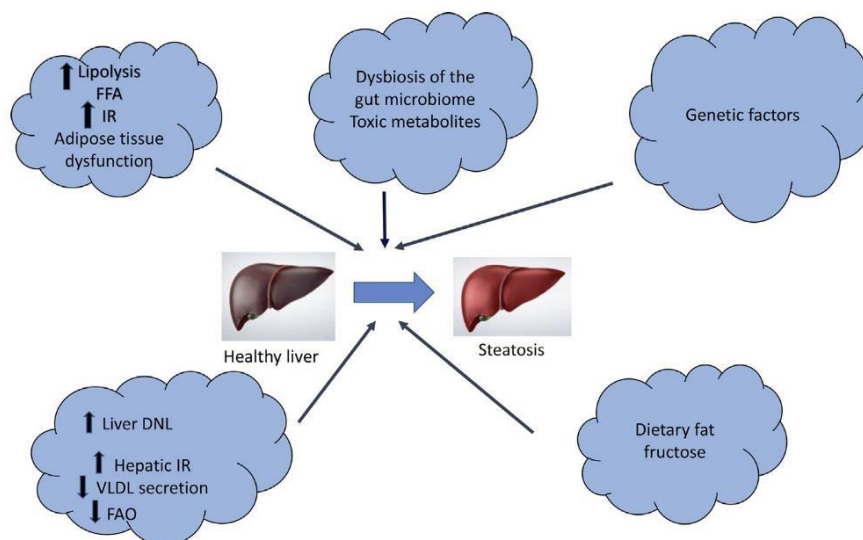 Lipolysis
FFA
IR
Adipose tissue
dysfunction
Dysbiosis of the
gut microbiome
Toxic metabolites
Genetic factors
Healthy liver
Steatosis
Liver DNL
Hepatic IR
VLDL secretion
FAO
Dietary fat
fructose